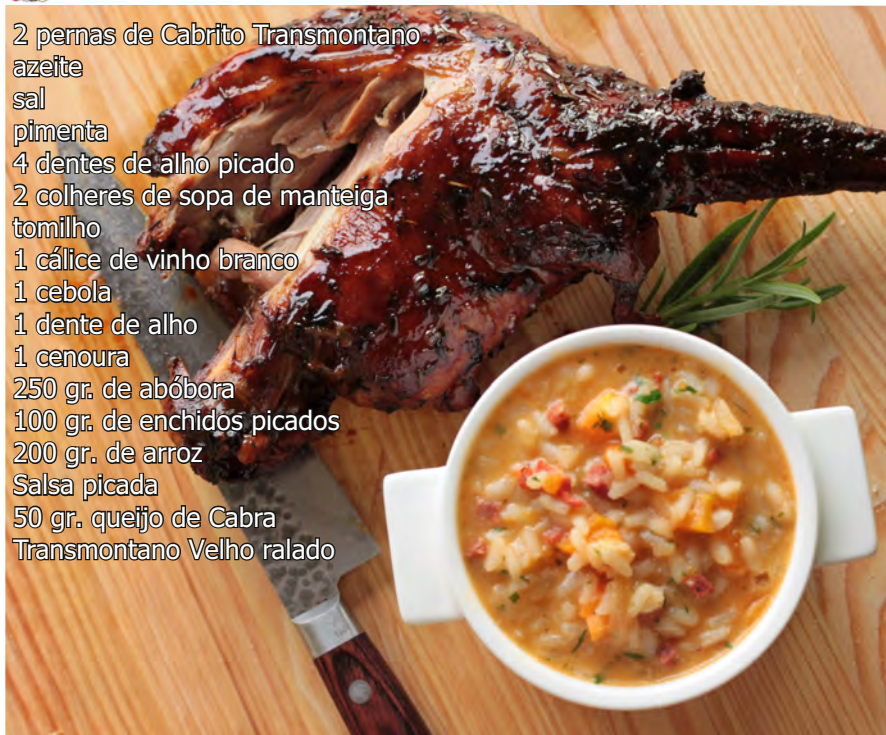 2 pernas de Cabrito Transmontano
azeite
sal
pimenta
4 dentes de alho picado
2 colheres de sopa de manteiga
tomilho
1 cálice de vinho branco
1 cebola
1 dente de alho
1 cenoura
250 gr. de abóbora
100 gr. de enchidos picados
200 gr. de arroz
Salsa picada
50 gr. queijo de Cabra
Transmontano Velho ralado